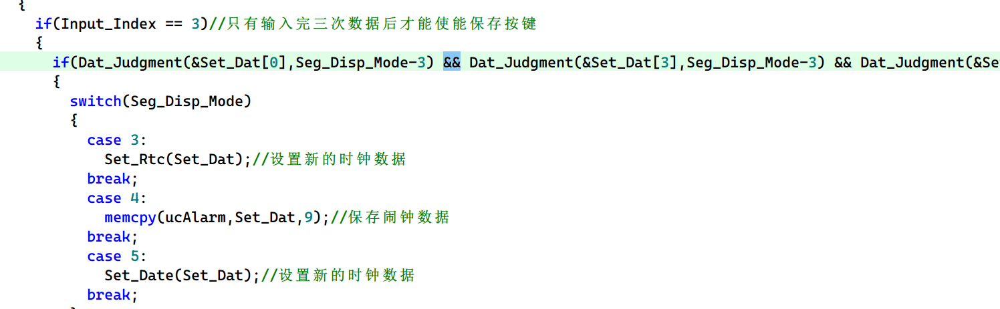 {
if(Input_Index == 3)//只有输入完三次数据后才能使能保存按键
{
if(Dat_Judgment(&Set_Dat[0],Seg_Disp_Mode-3) && Dat_Judgment(&Set_Dat[3],Seg_Disp_Mode-3) && Dat_Judgment(&Se
{
switch(Seg_Disp_Mode)
{
case 3:
Set_Rtc(Set_Dat);//设置新的时钟数据
break;
case 4:
memcpy(ucAlarm,Set_Dat,9);//保存闹钟数据
break;
case 5:
Set_Date(Set_Dat);//设置新的时钟数据
break;